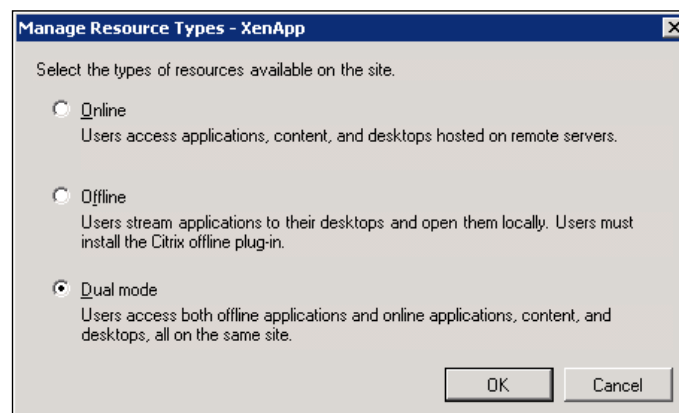 Manage Resource Types - XenApp
Select the types of resources available on the site.
Online
Users access applications, content, and desktops hosted on remote servers.
Offline
Users stream applications to their desktops and open them locally. Users must
install the Citrix offline plug-in.
Dual mode
Users access both offline applications and online applications, content, and
desktops, all on the same site.
OK Cancel